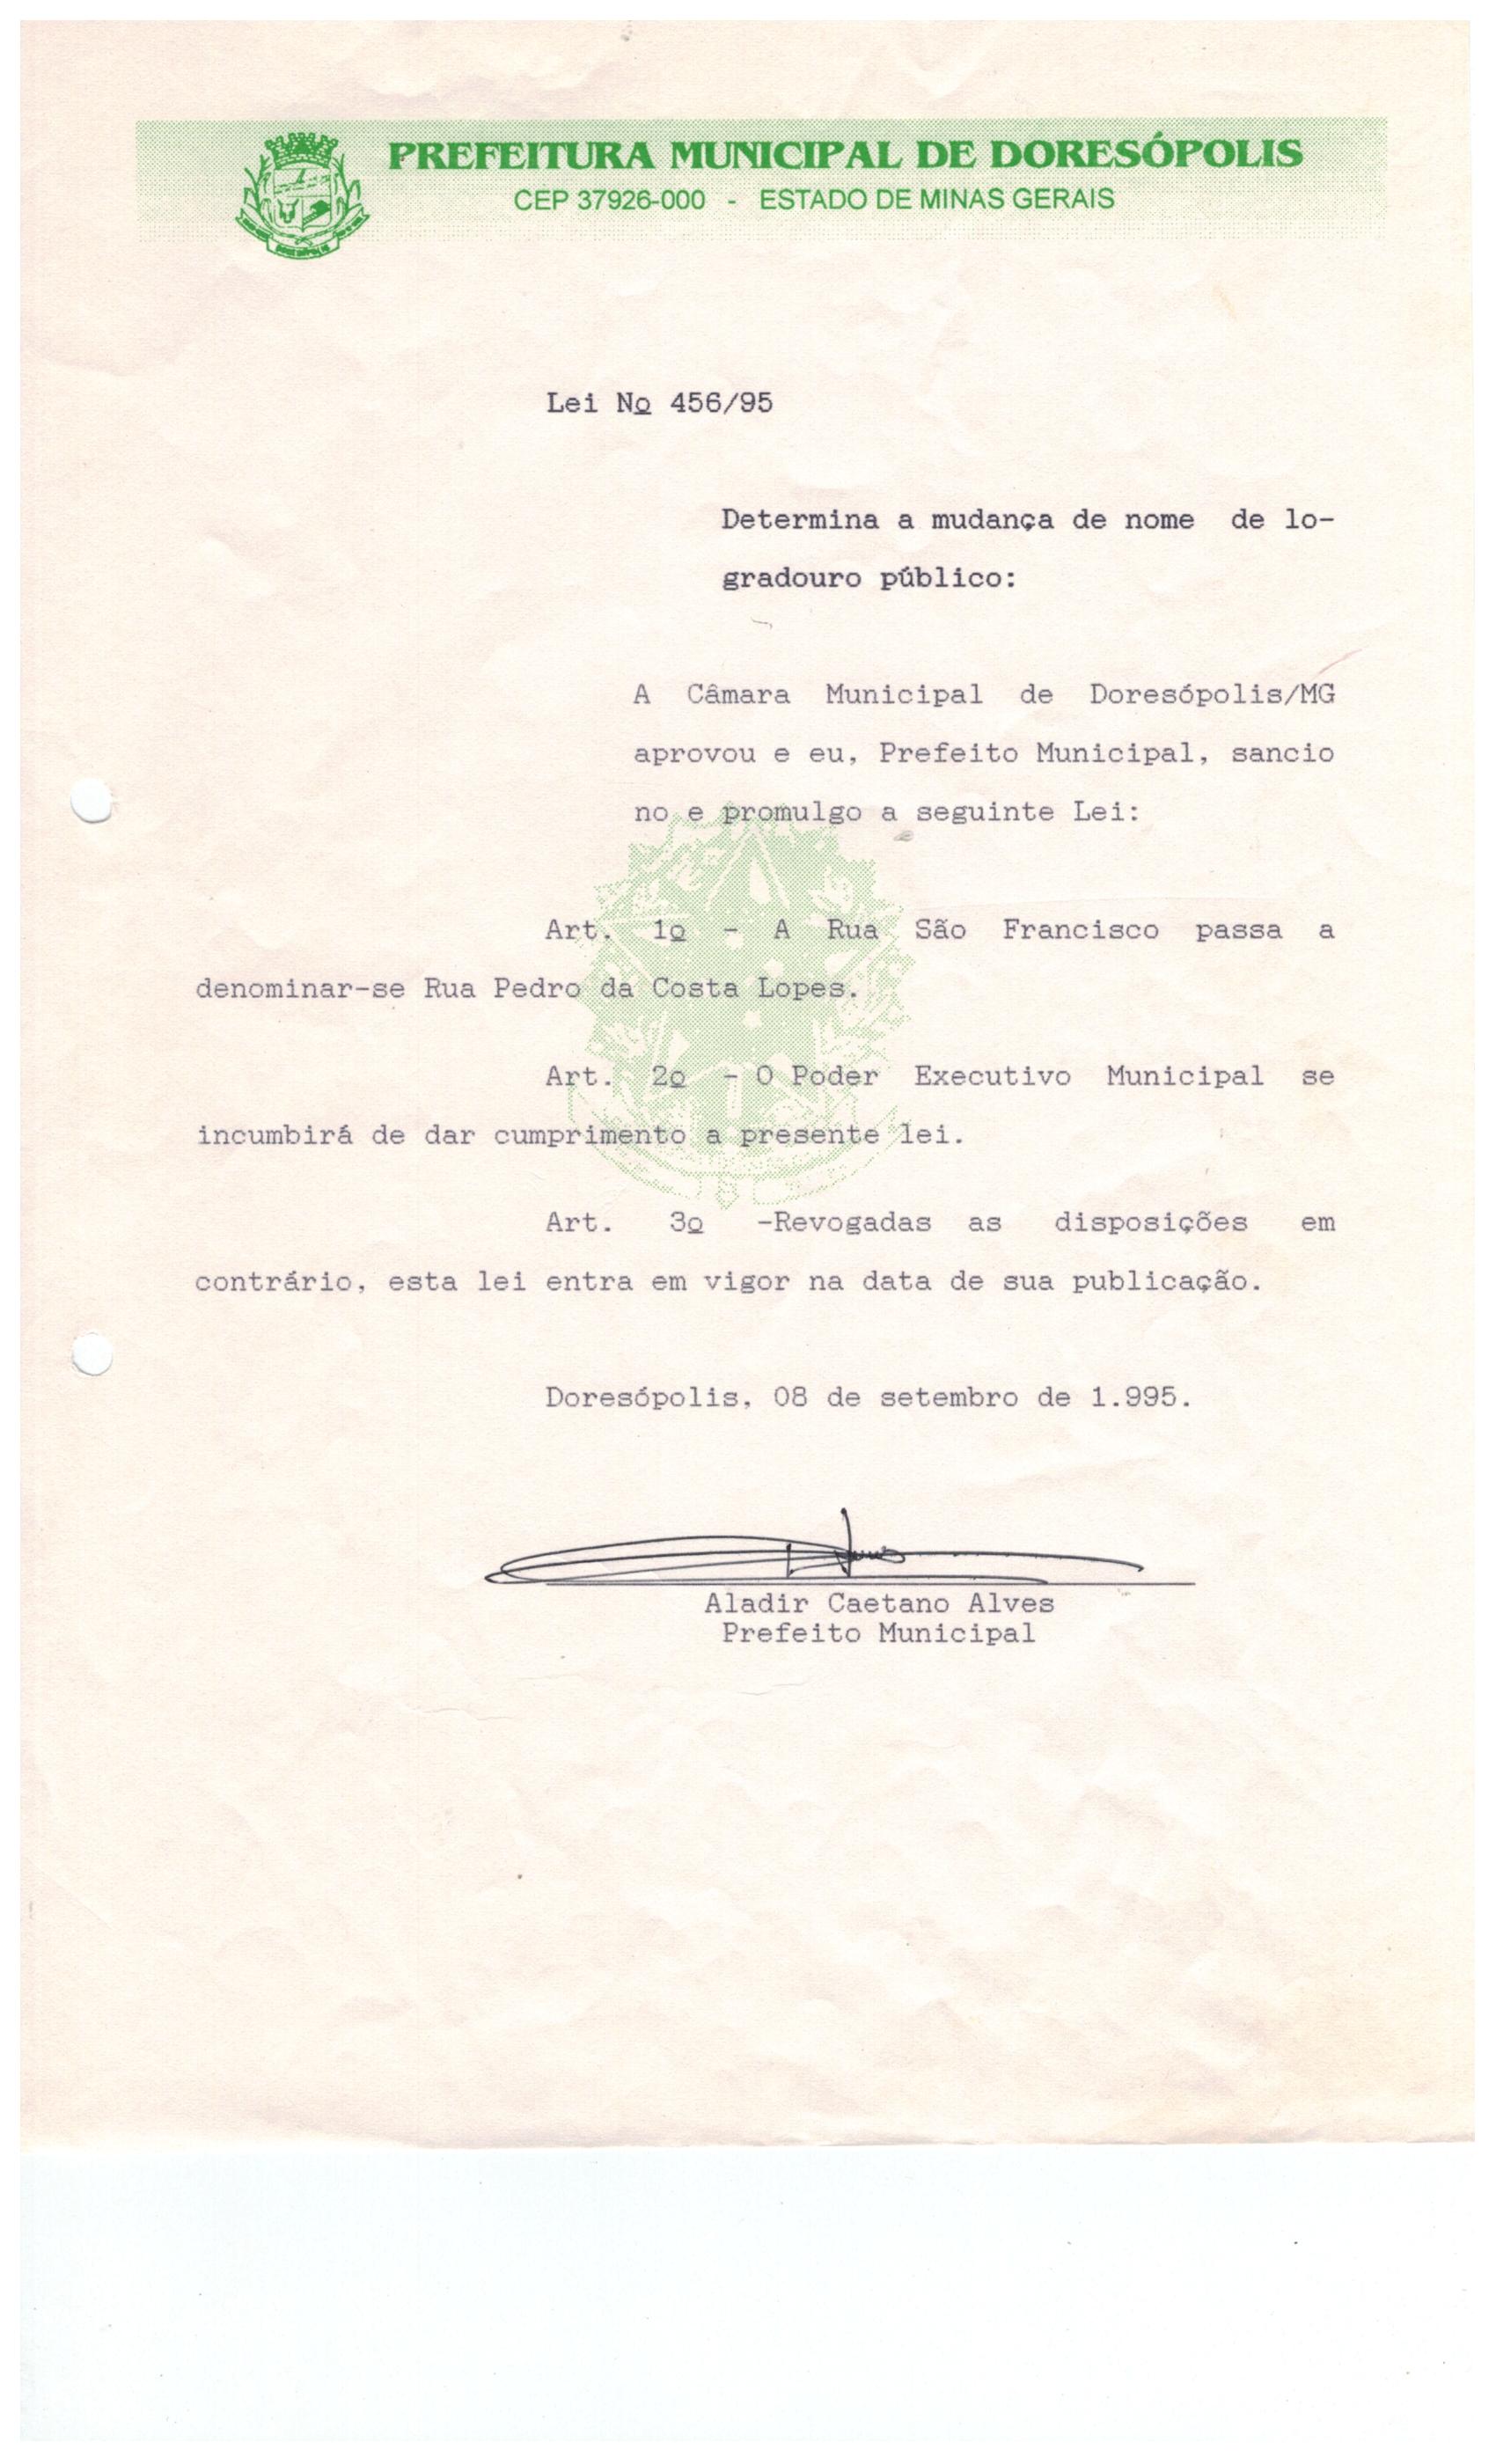 PREFEITURA MUNICIPAL DE DORESÓPOLIS
CEP 37926-000 - ESTADO DE MINAS GERAIS
Lei Nº 456/95
Determina a mudança de nome de lo-
gradouro público:
A Câmara Municipal de Doresópolis/MG
aprovou e eu, Prefeito Municipal, sancio
no e promulgo a seguinte Lei:
Art. 1º - A Rua São Francisco passa a
denominar-se Rua Pedro da Costa Lopes.
Art. 2º - O Poder Executivo Municipal se
incumbirá de dar cumprimento a presente lei.
Art. 3º -Revogadas as disposições em
contrário, esta lei entra em vigor na data de sua publicação.
Doresópolis, 08 de setembro de 1.995.
Aladir Caetano Alves
Prefeito Municipal